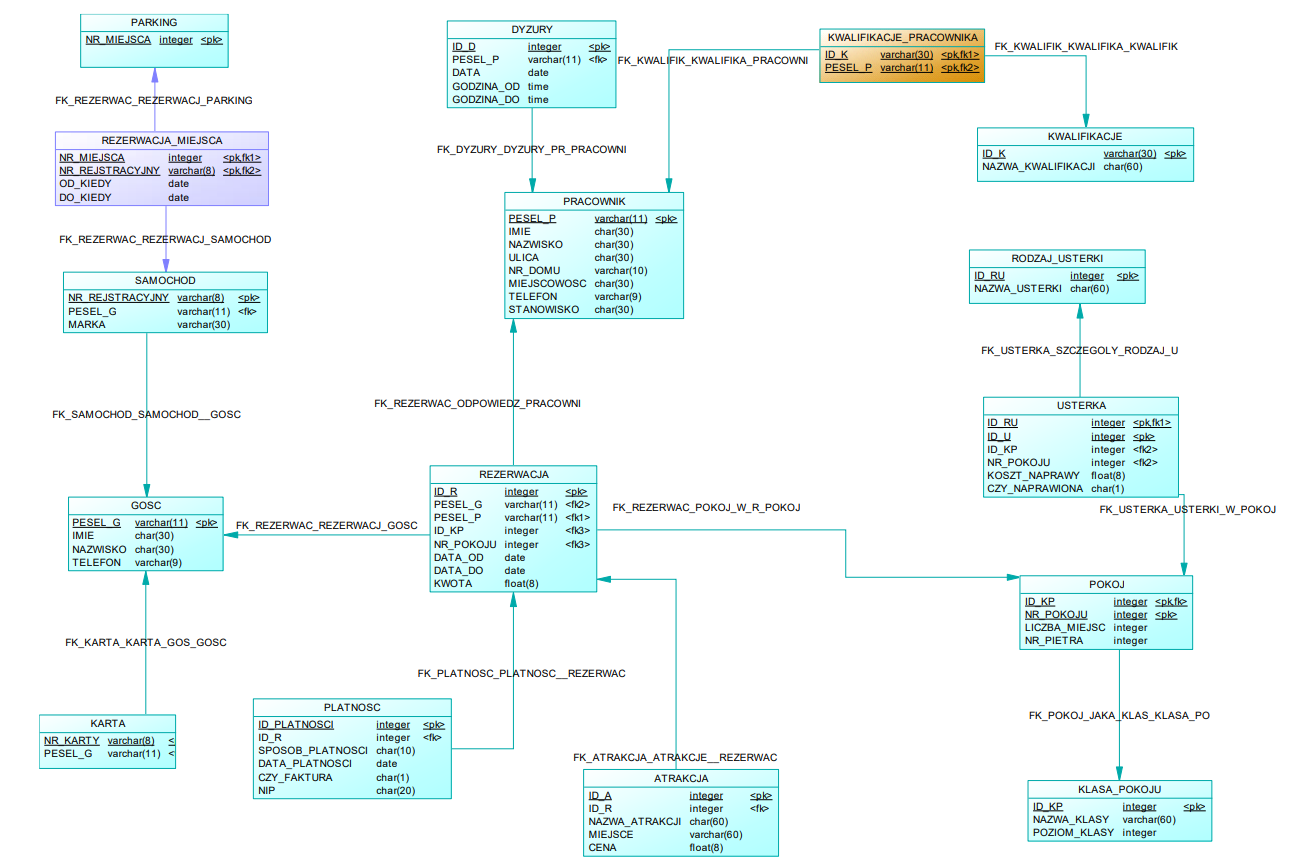 PARKING
NR_MIEJSCA integer <pk>
FK_REZERWAC_REZERWACJ_PARKING
REZERWACJA_MIEJSCA
NR_MIEJSCA integer <pk,fk1>
NR_REJSTRACYJNY varchar(8) <pk,fk2>
OD_KIEDY date
DO_KIEDY date
FK_REZERWAC_REZERWACJ_SAMOCHOD
SAMOCHOD
NR_REJSTRACYJNY varchar(8) <pk>
PESEL_G varchar(11) <fk>
MARKA varchar(30)
FK_SAMOCHOD_SAMOCHOD__GOSC
GOSC
PESEL_G varchar(11) <pk>
IMIE char(30)
NAZWISKO char(30)
TELEFON varchar(9)
FK_KARTA_KARTA_GOS_GOSC
KARTA
NR_KARTY varchar(8) <
PESEL_G varchar(11) <
DYZURY
ID_D integer <pk>
PESEL_P varchar(11) <fk>
DATA date
GODZINA_OD time
GODZINA_DO time
FK_DYZURY_DYZURY_PR_PRACOWNI
FK_KWALIFIK_KWALIFIKA_PRACOWNI
KWALIFIKACJE_PRACOWNIKA
ID_K varchar(30) <pk,fk1>
PESEL_P varchar(11) <pk,fk2>
FK_KWALIFIK_KWALIFIKA_KWALIFIK
KWALIFIKACJE
ID_K varchar(30) <pk>
NAZWA_KWALIFIKACJI char(60)
PRACOWNIK
PESEL_P varchar(11) <pk>
IMIE char(30)
NAZWISKO char(30)
ULICA char(30)
NR_DOMU varchar(10)
MIEJSCOWOSC char(30)
TELEFON varchar(9)
STANOWISKO char(30)
FK_REZERWAC_ODPOWIEDZ_PRACOWNI
REZERWACJA
ID_R integer <pk>
PESEL_G varchar(11) <fk2>
PESEL_P varchar(11) <fk1>
ID_KP integer <fk3>
NR_POKOJU integer <fk3>
DATA_OD date
DATA_DO date
KWOTA float(8)
FK_REZERWAC_REZERWACJ_GOSC
FK_REZERWAC_POKOJ_W_R_POKOJ
FK_PLATNOSC_PLATNOSC__REZERWAC
PLATNOSC
ID_PLATNOSCI integer <pk>
ID_R integer <fk>
SPOSOB_PLATNOSCI char(10)
DATA_PLATNOSCI date
CZY_FAKTURA char(1)
NIP char(20)
FK_ATRAKCJA_ATRAKCJE__REZERWAC
ATRAKCJA
ID_A integer <pk>
ID_R integer <fk>
NAZWA_ATRAKCJI char(60)
MIEJSCE varchar(60)
CENA float(8)
RODZAJ_USTERKI
ID_RU integer <pk>
NAZWA_USTERKI char(60)
FK_USTERKA_SZCZEGOLY_RODZAJ_U
USTERKA
ID_RU integer <pk,fk1>
ID_U integer <pk>
ID_KP integer <fk2>
NR_POKOJU integer <fk2>
KOSZT_NAPRAWY float(8)
CZY_NAPRAWIONA char(1)
FK_USTERKA_USTERKI_W_POKOJ
POKOJ
ID_KP integer <pk,fk>
NR_POKOJU integer <pk>
LICZBA_MIEJSC integer
NR_PIETRA integer
FK_POKOJ_JAKA_KLAS_KLASA_PO
KLASA_POKOJU
ID_KP integer <pk>
NAZWA_KLASY varchar(60)
POZIOM_KLASY integer